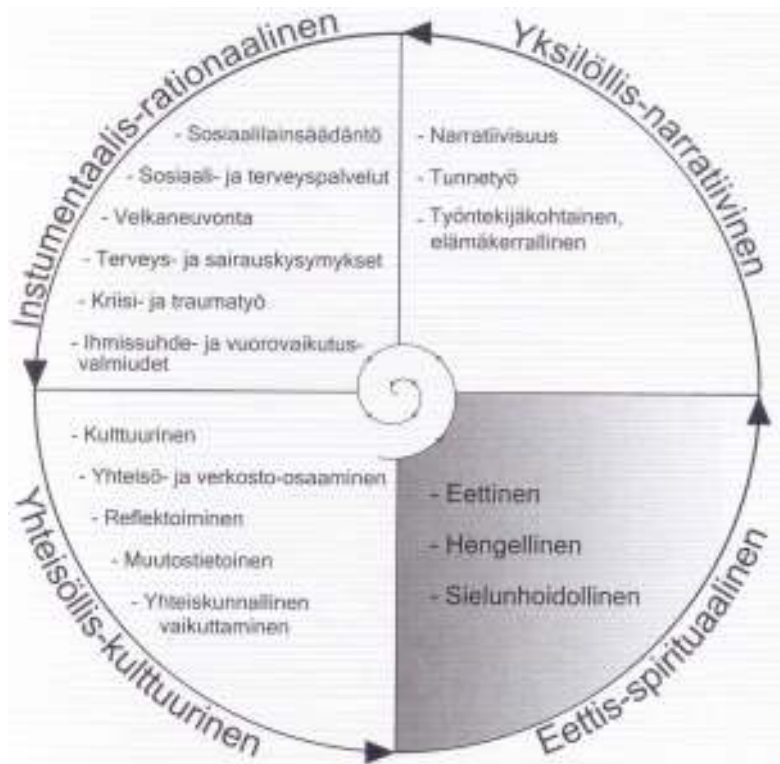 Instumentaalis-rationaalinen
- Sosiaalilainsäädäntö
- Sosiaali- ja terveyspalvelut
- Velkaneuvonta
- Terveys- ja sairauskysymykset
- Kriisi- ja traumatyö
- Ihmissuhde- ja vuorovaikutus-
valmiudet
Yksilöllis-narratiivinen
- Narratiivisuus
- Tunnetyö
- Työntekijäkohtainen,
elämäkerrallinen
Yhteisöllis-kulttuurinen
- Kulttuurinen
- Yhteisö- ja verkosto-osaaminen
- Reflektoiminen
- Muutostietoinen
- Yhteiskunnallinen
vaikuttaminen
Eettis-spirituaalinen
- Eettinen
- Hengellinen
- Sielunhoidollinen